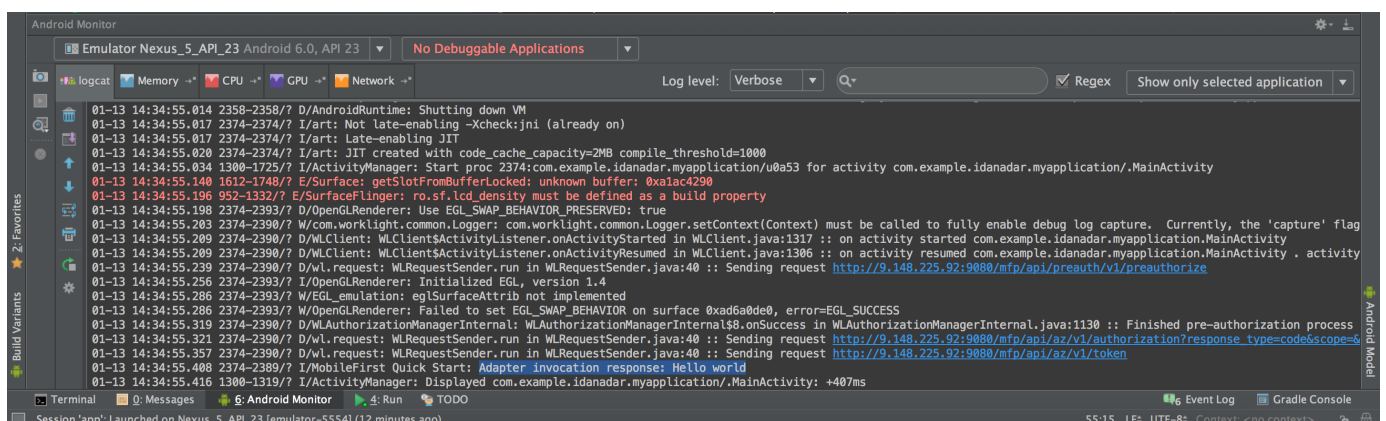 Android Monitor
Emulator Nexus_5_API_23 Android 6.0, API 23
No Debuggable Applications
logcat Memory CPU GPU Network Log level: Verbose Regex Show only selected application
01-13 14:34:55.014 2358-2358/? D/AndroidRuntime: Shutting down VM
01-13 14:34:55.017 2374-2374/? I/art: Not late-enabling -Xcheck:jni (already on)
01-13 14:34:55.017 2374-2374/? I/art: Late-enabling JIT
01-13 14:34:55.020 2374-2374/? I/art: JIT created with code_cache_capacity=2MB compile_threshold=1000
01-13 14:34:55.034 1300-1725/? I/ActivityManager: Start proc 2374:com.example.idanadar.myapplication/u0a53 for activity com.example.idanadar.myapplication/.MainActivity
01-13 14:34:55.140 1612-1748/? E/Surface: getSlotFromBufferLocked: unknown buffer: 0xa1ac4290
01-13 14:34:55.196 952-1332/? E/SurfaceFlinger: ro.sf.lcd_density must be defined as a build property
01-13 14:34:55.198 2374-2393/? D/OpenGLRenderer: Use EGL_SWAP_BEHAVIOR_PRESERVED: true
01-13 14:34:55.203 2374-2390/? W/com.worklight.common.Logger: com.worklight.common.Logger.setContext(Context) must be called to fully enable debug log capture.  Currently, the 'capture' flag
01-13 14:34:55.209 2374-2390/? D/WLClient: WLClient$ActivityListener.onActivityStarted in WLClient.java:1317 :: on activity started com.example.idanadar.myapplication.MainActivity
01-13 14:34:55.209 2374-2390/? D/WLClient: WLClient$ActivityListener.onActivityResumed in WLClient.java:1306 :: on activity resumed com.example.idanadar.myapplication.MainActivity . activity
01-13 14:34:55.239 2374-2390/? D/wl.request: WLRequestSender.run in WLRequestSender.java:40 :: Sending request http://9.148.225.92:9080/mfp/api/preauth/v1/preauthorize
01-13 14:34:55.256 2374-2393/? I/OpenGLRenderer: Initialized EGL, version 1.4
01-13 14:34:55.286 2374-2393/? W/EGL_emulation: eglSurfaceAttrib not implemented
01-13 14:34:55.286 2374-2393/? W/OpenGLRenderer: Failed to set EGL_SWAP_BEHAVIOR on surface 0xad6a0de0, error=EGL_SUCCESS
01-13 14:34:55.319 2374-2390/? D/WLAuthorizationManagerInternal: WLAuthorizationManagerInternal$8.onSuccess in WLAuthorizationManagerInternal.java:1130 :: Finished pre-authorization process
01-13 14:34:55.321 2374-2390/? D/wl.request: WLRequestSender.run in WLRequestSender.java:40 :: Sending request http://9.148.225.92:9080/mfp/api/az/v1/authorization?response_type=code&scope=&
01-13 14:34:55.357 2374-2390/? D/wl.request: WLRequestSender.run in WLRequestSender.java:40 :: Sending request http://9.148.225.92:9080/mfp/api/az/v1/token
01-13 14:34:55.408 2374-2389/? I/MobileFirst Quick Start: Adapter invocation response: Hello world
01-13 14:34:55.416 1300-1319/? I/ActivityManager: Displayed com.example.idanadar.myapplication/.MainActivity: +407ms
2: Favorites
Build Variants
Android Model
Terminal 0: Messages 6: Android Monitor 4: Run TODO 6 Event Log Gradle Console
Session 'app': Launched on Nexus_5_API_23 [emulator-5554] (12 minutes ago) 55:15 LF UTF-8 Context: <no context>